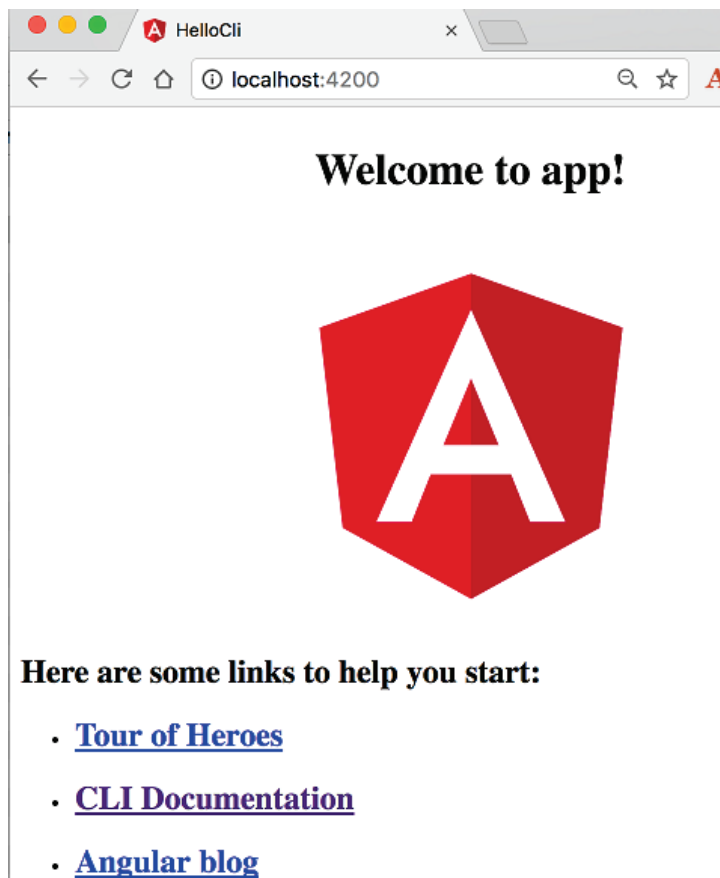 HelloCli
localhost:4200
Welcome to app!
A
Here are some links to help you start:
Tour of Heroes
CLI Documentation
Angular blog